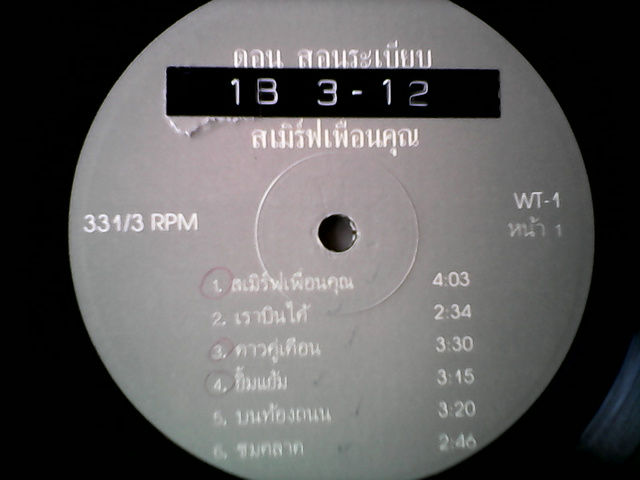 ดอน สอนระเบียบ
1B 3-12
สเมิร์ฟเพื่อนคุณ
331/3 RPM
WT-1
หน้า 1
1. สเมิร์ฟเพื่อนคุณ 4:03
2. เราบินได้ 2:34
3. ดาวคู่เดือน 3:30
4. ยิ้มแย้ม 3:15
5. บนท้องถนน 3:20
6. ชมตลาด 2:46